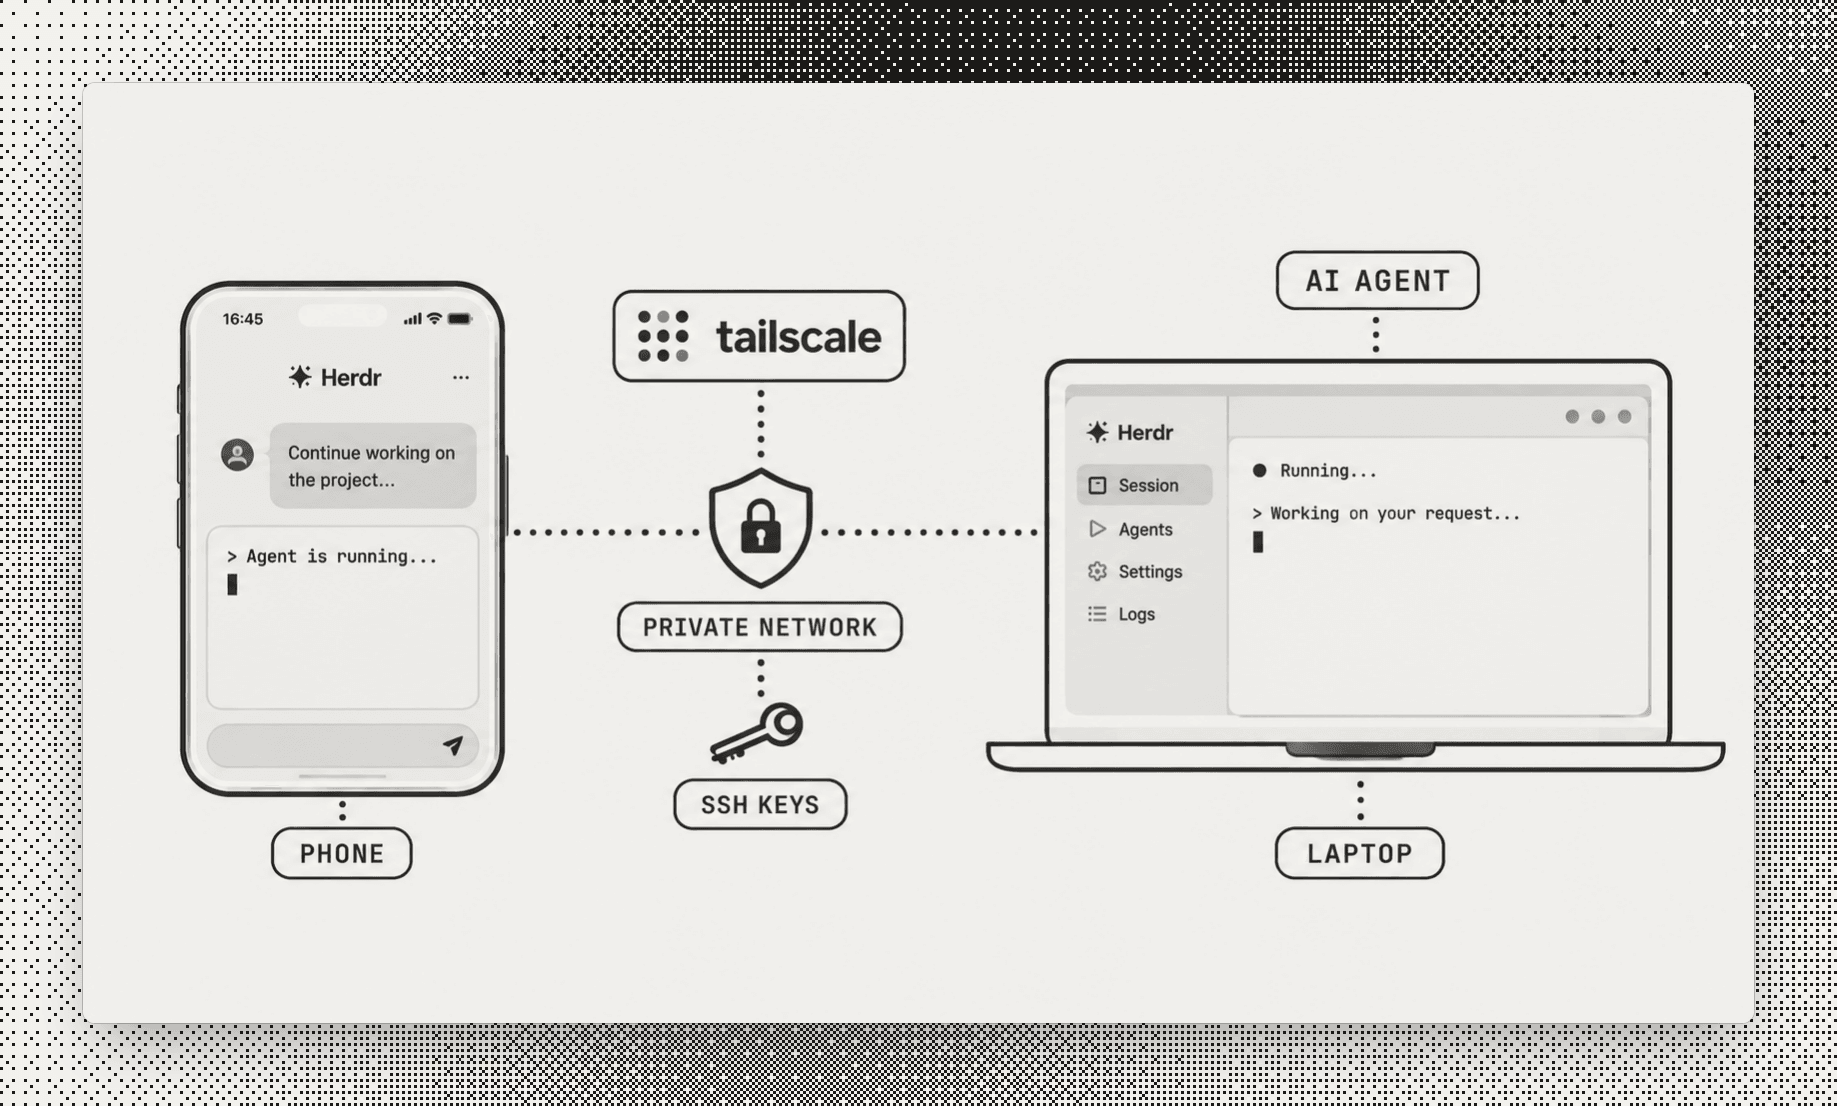 16:45
Herdr
Continue working on
the project...
> Agent is running...
PHONE
tailscale
PRIVATE NETWORK
SSH KEYS
AI AGENT
Herdr
Session
Agents
Settings
Logs
Running...
> Working on your request...
LAPTOP